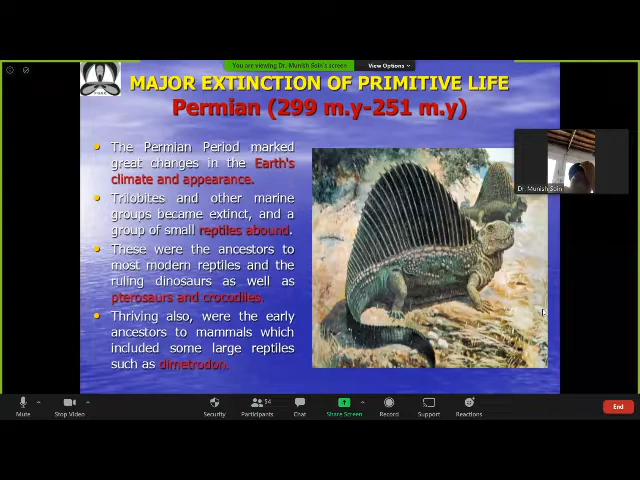 You are viewing Dr. Munish Soin's screen
View Options
MAJOR EXTINCTION OF PRIMITIVE LIFE
Permian (299 m.y-251 m.y)
• The Permian Period marked
great changes in the Earth's
climate and appearance.
• Trilobites and other marine
groups became extinct, and a
group of small reptiles abound.
• These were the ancestors to
most modern reptiles and the
ruling dinosaurs as well as
pterosaurs and crocodiles.
• Thriving also, were the early
ancestors to mammals which
included some large reptiles
such as dimetrodon.
Dr. Munish Soin
Mute
Stop Video
Security
54
Participants
Chat
Share Screen
Record
Support
Reactions
End